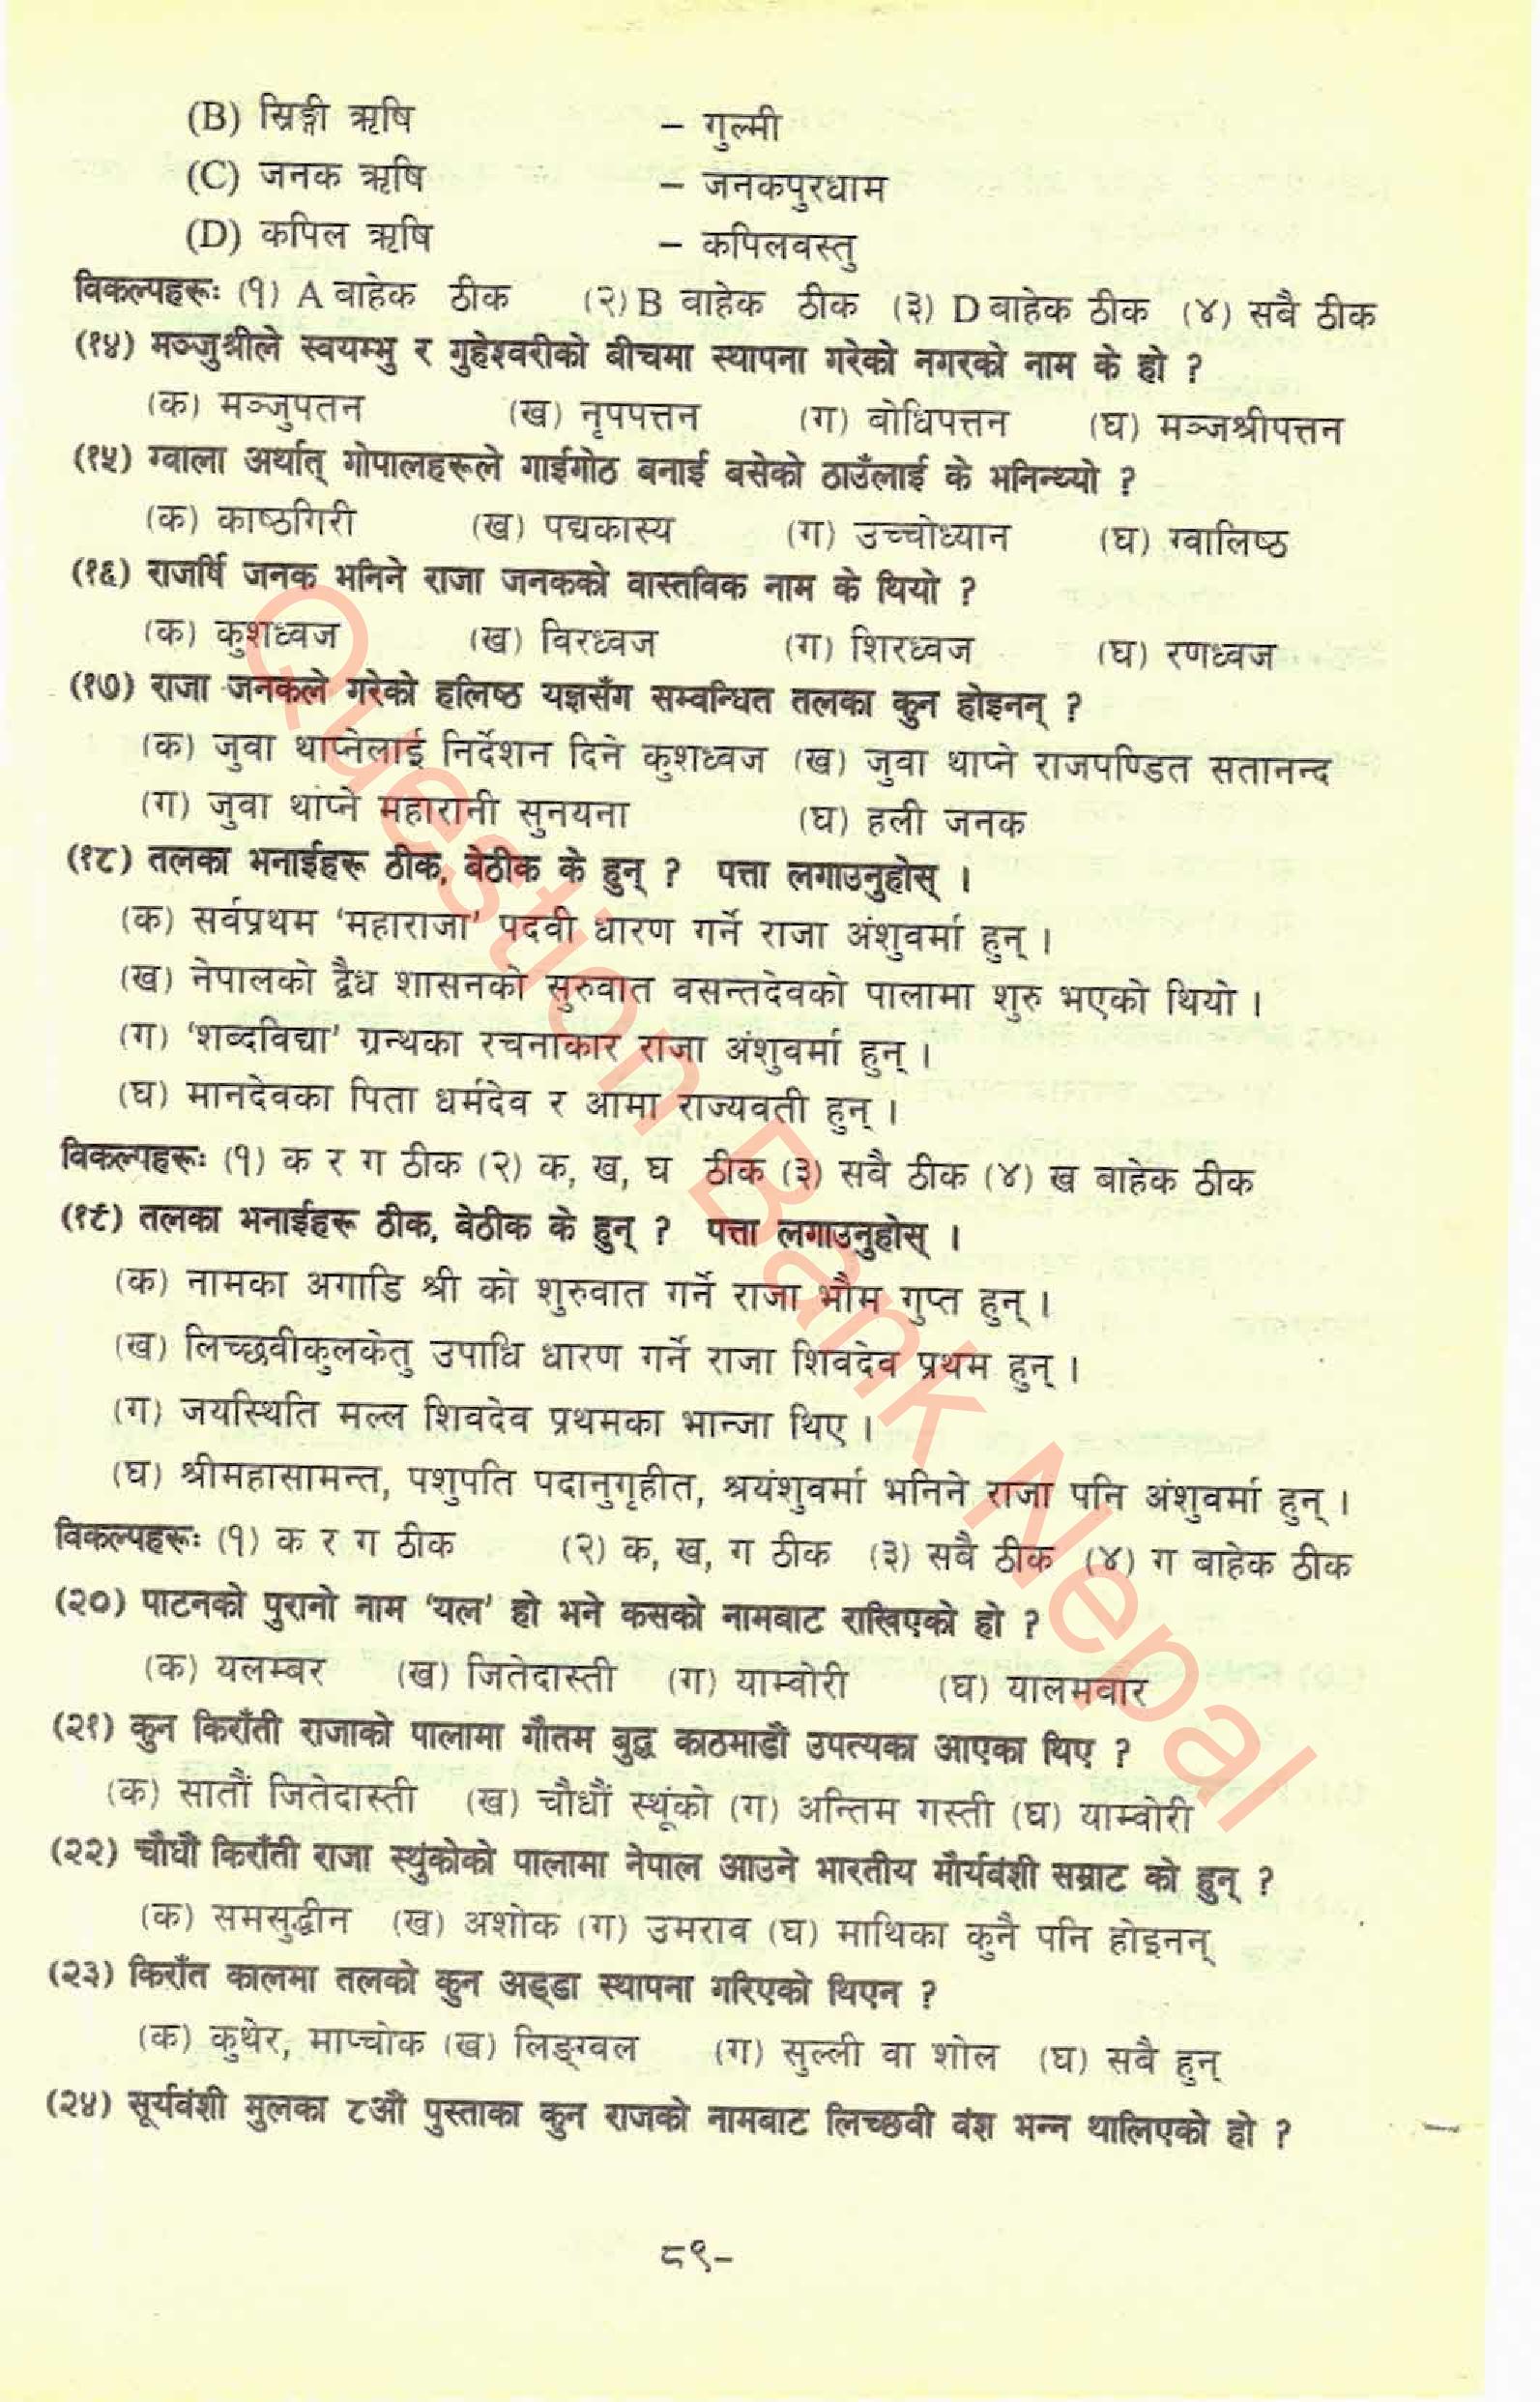 (B) स्रिङ्गी ऋषि – गुल्मी
(C) जनक ऋषि – जनकपुरधाम
(D) कपिल ऋषि – कपिलवस्तु
विकल्पहरूः (१) A बाहेक ठीक (२) B बाहेक ठीक (३) D बाहेक ठीक (४) सबै ठीक
(१४) मञ्जुश्रीले स्वयम्भु र गुहेश्वरीको बीचमा स्थापना गरेको नगरको नाम के हो ?
(क) मञ्जुपतन (ख) नृपपत्तन (ग) बोधिपत्तन (घ) मञ्जश्रीपत्तन
(१५) ग्वाला अर्थात् गोपालहरूले गाईगोठ बनाई बसेको ठाउँलाई के भनिन्थ्यो ?
(क) काष्ठगिरी (ख) पद्यकास्य (ग) उच्चोध्यान (घ) ग्वालिष्ठ
(१६) राजर्षि जनक भनिने राजा जनकको वास्तविक नाम के थियो ?
(क) कुशध्वज (ख) विरध्वज (ग) शिरध्वज (घ) रणध्वज
(१७) राजा जनकले गरेको हलिष्ठ यज्ञसँग सम्वन्धित तलका कुन होइनन् ?
(क) जुवा थाप्नेलाई निर्देशन दिने कुशध्वज (ख) जुवा थाप्ने राजपण्डित सतानन्द
(ग) जुवा थाप्ने महारानी सुनयना (घ) हली जनक
(१८) तलका भनाईहरू ठीक, बेठीक के हुन् ? पत्ता लगाउनुहोस् ।
(क) सर्वप्रथम ‘महाराजा’ पदवी धारण गर्ने राजा अंशुवर्मा हुन् ।
(ख) नेपालको द्वैध शासनको सुरुवात वसन्तदेवको पालामा शुरु भएको थियो ।
(ग) ‘शब्दविद्या’ ग्रन्थका रचनाकार राजा अंशुवर्मा हुन् ।
(घ) मानदेवका पिता धर्मदेव र आमा राज्यवती हुन् ।
विकल्पहरूः (१) क र ग ठीक (२) क, ख, घ ठीक (३) सबै ठीक (४) ख बाहेक ठीक
(१९) तलका भनाईहरू ठीक, बेठीक के हुन् ? पत्ता लगाउनुहोस् ।
(क) नामका अगाडि श्री को शुरुवात गर्ने राजा भौम गुप्त हुन् ।
(ख) लिच्छवीकुलकेतु उपाधि धारण गर्ने राजा शिवदेव प्रथम हुन् ।
(ग) जयस्थिति मल्ल शिवदेव प्रथमका भान्जा थिए ।
(घ) श्रीमहासामन्त, पशुपति पदानुगृहीत, श्रयंशुवर्मा भनिने राजा पनि अंशुवर्मा हुन् ।
विकल्पहरूः (१) क र ग ठीक (२) क, ख, ग ठीक (३) सबै ठीक (४) ग बाहेक ठीक
(२०) पाटनको पुरानो नाम ‘यल’ हो भने कसको नामबाट राखिएको हो ?
(क) यलम्बर (ख) जितेदास्ती (ग) याम्वोरी (घ) यालमवार
(२१) कुन किराँती राजाको पालामा गौतम बुद्ध काठमाडौं उपत्यका आएका थिए ?
(क) सातौं जितेदास्ती (ख) चौधौं स्थूंको (ग) अन्तिम गस्ती (घ) याम्वोरी
(२२) चौधौं किराँती राजा स्थुंकोको पालामा नेपाल आउने भारतीय मौर्यवंशी सम्राट को हुन् ?
(क) समसुद्धीन (ख) अशोक (ग) उमराव (घ) माथिका कुनै पनि होइनन्
(२३) किराँत कालमा तलको कुन अड्डा स्थापना गरिएको थिएन ?
(क) कुथेर, माप्चोक (ख) लिङ्ग्वल (ग) सुल्ली वा शोल (घ) सबै हुन्
(२४) सूर्यवंशी मुलका ८औं पुस्ताका कुन राजको नामबाट लिच्छवी वंश भन्न थालिएको हो ?
८९-
Question Bank Nepal